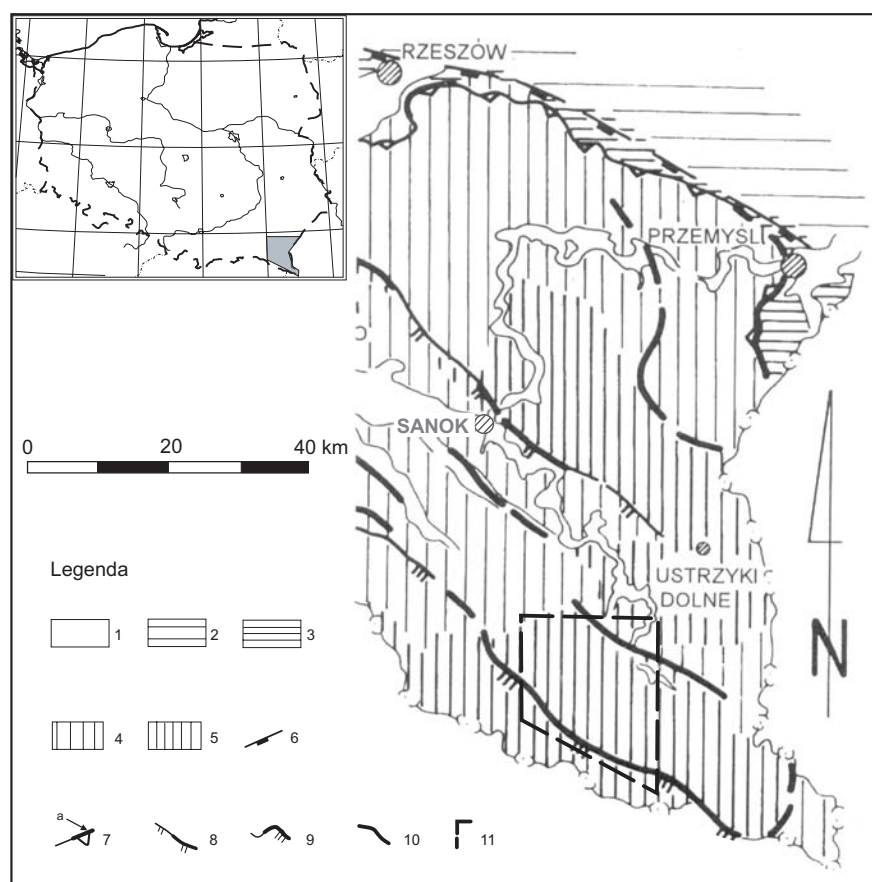 RZESZÓW
PRZEMYŚL
SANOK
0 20 40 km
USTRZYKI
DOLNE
Legenda
1 2 3
4 5 6
a
7 8 9 10 11
N